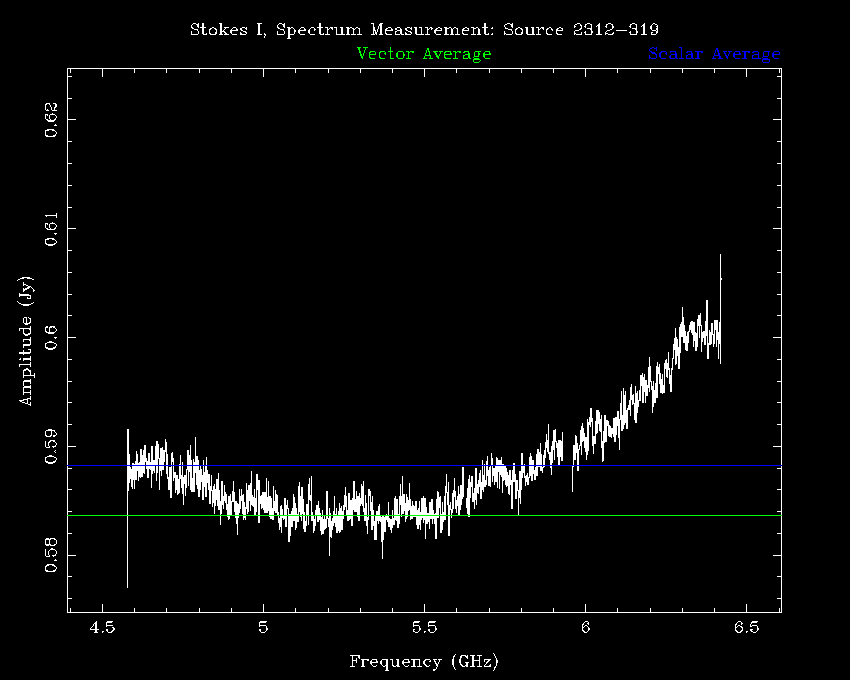 Stokes I, Spectrum Measurement: Source 2312−319
Vector Average Scalar Average
0.62
0.61
0.6
0.59
0.58
Amplitude (Jy)
4.5 5 5.5 6 6.5
Frequency (GHz)